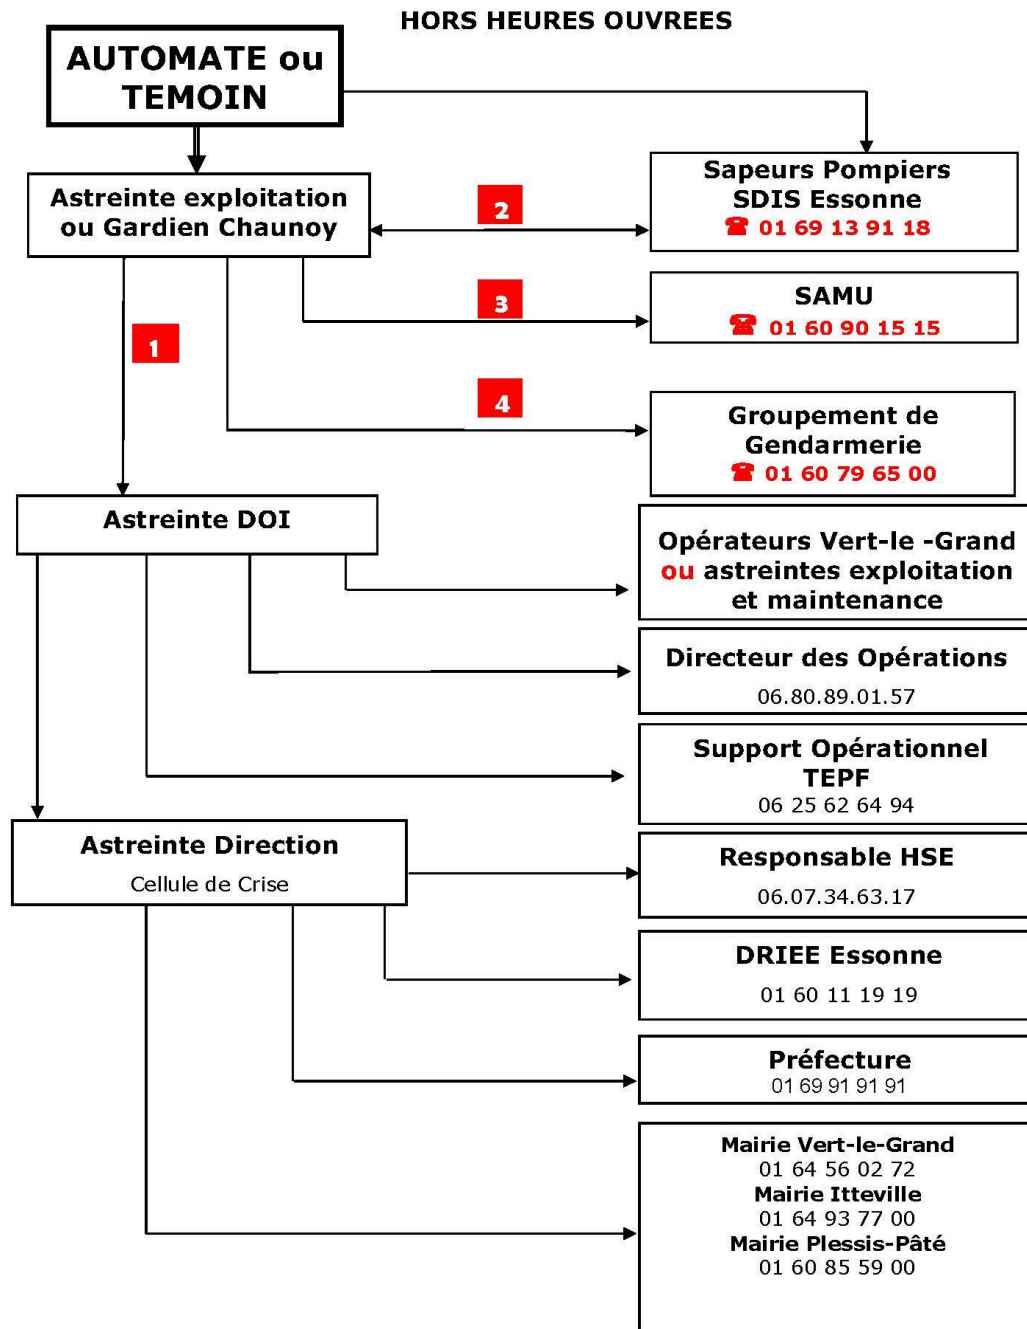 HORS HEURES OUVREES
AUTOMATE ou
TEMOIN
Astreinte exploitation
ou Gardien Chaunoy
2
Sapeurs Pompiers
SDIS Essonne
☎ 01 69 13 91 18
3
SAMU
☎ 01 60 90 15 15
1
4
Groupement de
Gendarmerie
☎ 01 60 79 65 00
Astreinte DOI
Opérateurs Vert-le -Grand
ou astreintes exploitation
et maintenance
Directeur des Opérations
06.80.89.01.57
Support Opérationnel
TEPF
06 25 62 64 94
Astreinte Direction
Cellule de Crise
Responsable HSE
06.07.34.63.17
DRIEE Essonne
01 60 11 19 19
Préfecture
01 69 91 91 91
Mairie Vert-le-Grand
01 64 56 02 72
Mairie Itteville
01 64 93 77 00
Mairie Plessis-Pâté
01 60 85 59 00